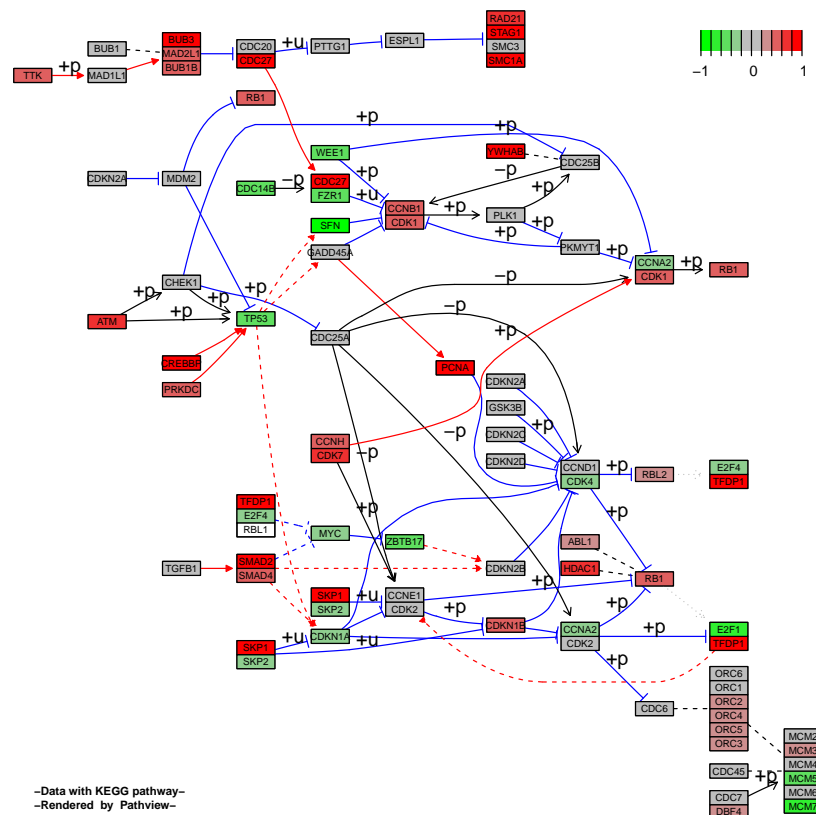 RAD21
BUB3
STAG1
BUB1
CDC20
+u
PTTG1
ESPL1
MAD2L1
SMC3
CDC27
BUB1B
SMC1A
TTK
+p
MAD1L1
-1
0
1
RB1
+p
WEE1
YWHAB
CDC25B
CDKN2A
MDM2
+p
−p
CDC14B
−p
CDC27
FZR1
+u
+p
CCNB1
CDK1
+p
PLK1
SFN
+p
GADD45A
PKMYT1
+p
CCNA2
CDK1
+p
RB1
CHEK1
+p
+p
+p
−p
ATM
+p
TP53
−p
CDC25A
+p
CREBBP
PCNA
PRKDC
CDKN2A
GSK3B
CDKN2C
+p
CDKN2D
CCNH
CDK7
−p
−p
CCND1
CDK4
+p
RBL2
E2F4
TFDP1
TFDP1
E2F4
RBL1
+p
MYC
ZBTB17
+p
ABL1
TGFB1
SMAD2
SMAD4
CDKN2B
HDAC1
RB1
SKP1
SKP2
+u
CCNE1
CDK2
+p
+p
+p
CDKN1A
CDKN1B
CCNA2
CDK2
+p
E2F1
TFDP1
SKP1
SKP2
+u
+u
+p
CDC6
ORC6
ORC1
ORC2
ORC4
ORC5
ORC3
MCM2
MCM3
MCM4
MCM5
MCM6
MCM7
CDC45
+p
CDC7
DBF4
−Data with KEGG pathway−
−Rendered by Pathview−